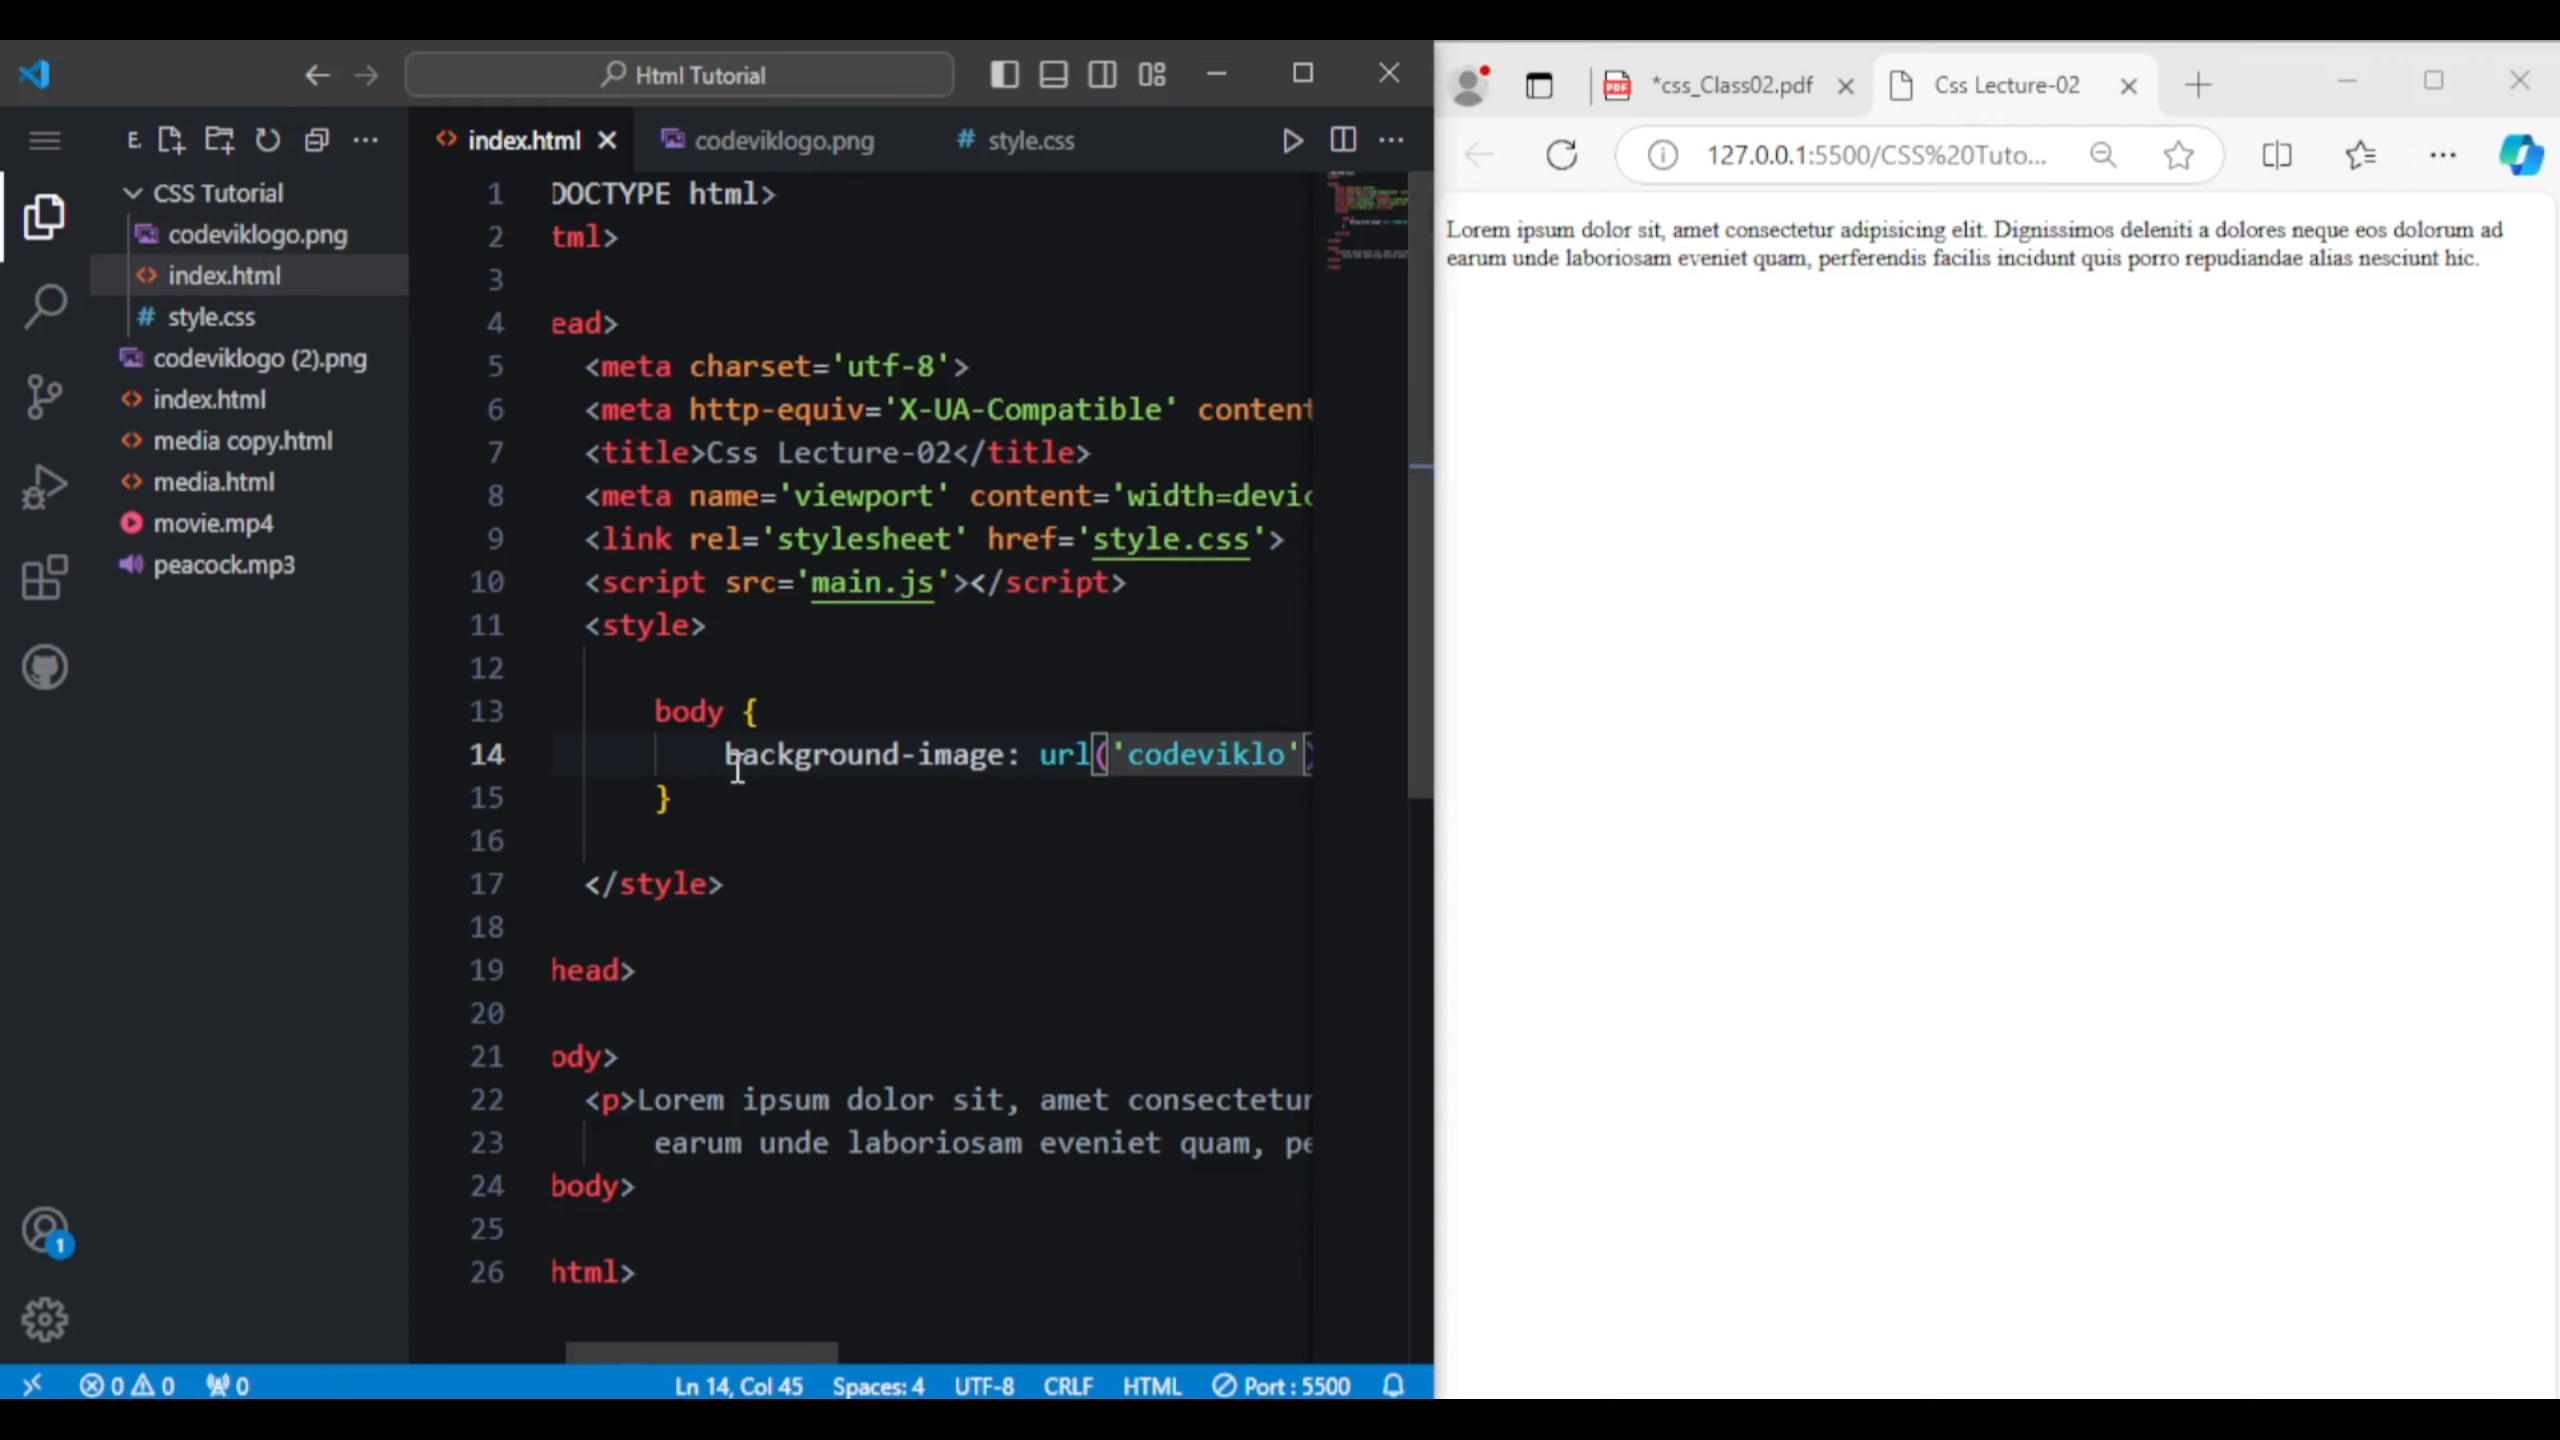 Html Tutorial
E
CSS Tutorial
codeviklogo.png
index.html
style.css
codeviklogo (2).png
index.html
media copy.html
media.html
movie.mp4
peacock.mp3
1
index.html
codeviklogo.png
style.css
1 DOCTYPE html>
2 tml>
3
4 ead>
5 <meta charset='utf-8'>
6 <meta http-equiv='X-UA-Compatible' content
7 <title>Css Lecture-02</title>
8 <meta name='viewport' content='width=devic
9 <link rel='stylesheet' href='style.css'>
10 <script src='main.js'></script>
11 <style>
12
13 body {
14 background-image: url('codeviklo')
15 }
16
17 </style>
18
19 head>
20
21 ody>
22 <p>Lorem ipsum dolor sit, amet consectetur
23 earum unde laboriosam eveniet quam, pe
24 body>
25
26 html>
0 0 0
Ln 14, Col 45 Spaces: 4 UTF-8 CRLF HTML Port : 5500
PDF *css_Class02.pdf
Css Lecture-02
127.0.0.1:5500/CSS%20Tuto...
Lorem ipsum dolor sit, amet consectetur adipisicing elit. Dignissimos deleniti a dolores neque eos dolorum ad
earum unde laboriosam eveniet quam, perferendis facilis incidunt quis porro repudiandae alias nesciunt hic.